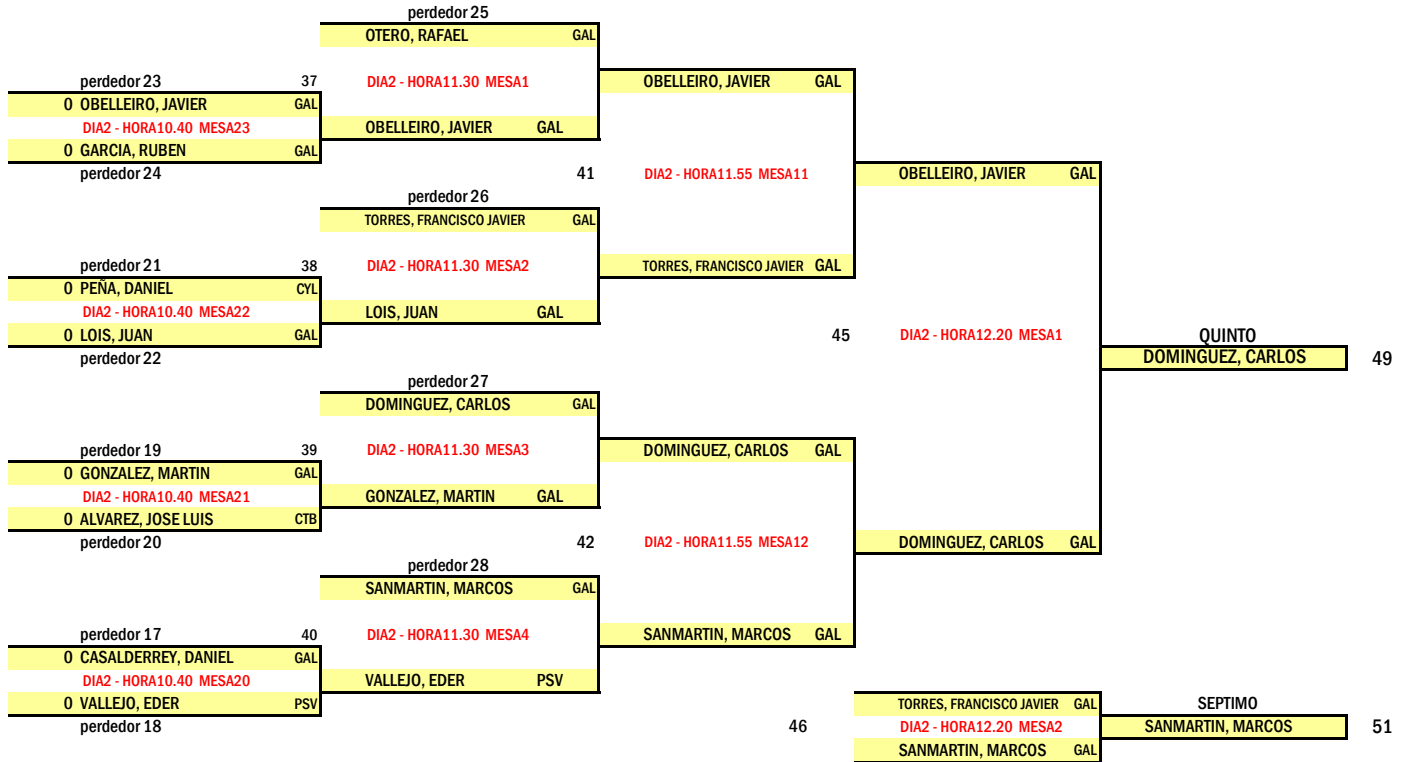 perdedor 25
OTERO, RAFAEL GAL
perdedor 23 37 DIA2 - HORA11.30 MESA1 OBELLEIRO, JAVIER GAL
0 OBELLEIRO, JAVIER GAL
DIA2 - HORA10.40 MESA23 OBELLEIRO, JAVIER GAL
0 GARCIA, RUBEN GAL
perdedor 24 41 DIA2 - HORA11.55 MESA11 OBELLEIRO, JAVIER GAL
perdedor 26
TORRES, FRANCISCO JAVIER GAL
perdedor 21 38 DIA2 - HORA11.30 MESA2 TORRES, FRANCISCO JAVIER GAL
0 PEÑA, DANIEL CYL
DIA2 - HORA10.40 MESA22 LOIS, JUAN GAL
0 LOIS, JUAN GAL 45 DIA2 - HORA12.20 MESA1 QUINTO
perdedor 22 DOMINGUEZ, CARLOS 49
perdedor 27
DOMINGUEZ, CARLOS GAL
perdedor 19 39 DIA2 - HORA11.30 MESA3 DOMINGUEZ, CARLOS GAL
0 GONZALEZ, MARTIN GAL
DIA2 - HORA10.40 MESA21 GONZALEZ, MARTIN GAL
0 ALVAREZ, JOSE LUIS CTB
perdedor 20 42 DIA2 - HORA11.55 MESA12 DOMINGUEZ, CARLOS GAL
perdedor 28
SANMARTIN, MARCOS GAL
perdedor 17 40 DIA2 - HORA11.30 MESA4 SANMARTIN, MARCOS GAL
0 CASALDERREY, DANIEL GAL
DIA2 - HORA10.40 MESA20 VALLEJO, EDER PSV
0 VALLEJO, EDER PSV TORRES, FRANCISCO JAVIER GAL SEPTIMO
perdedor 18 46 DIA2 - HORA12.20 MESA2 SANMARTIN, MARCOS 51
SANMARTIN, MARCOS GAL